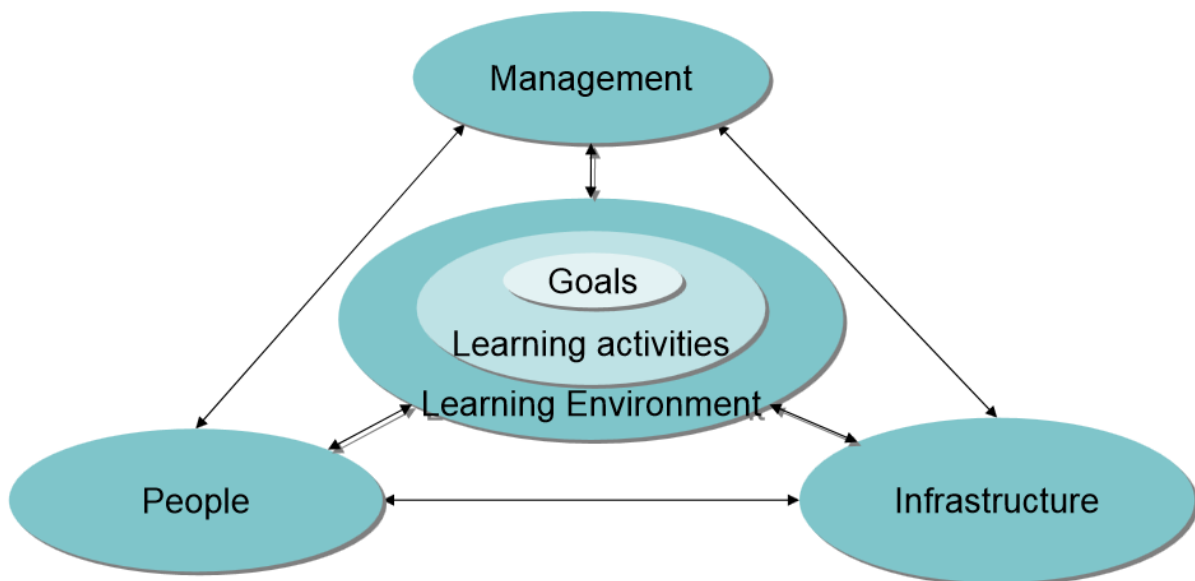 Management
Goals
Learning activities
Learning Environment
People
Infrastructure